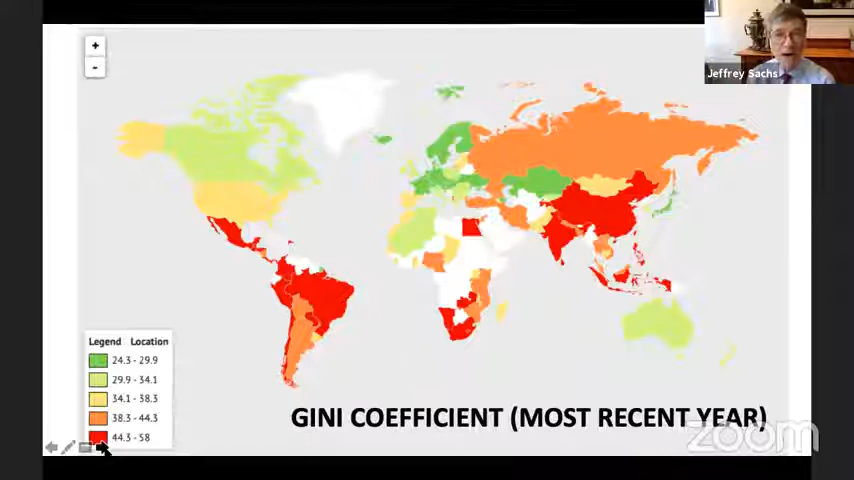 +
-
Jeffrey Sachs
Legend Location
24.3 - 29.9
29.9 - 34.1
34.1 - 38.3
38.3 - 44.3
44.3 - 58
GINI COEFFICIENT (MOST RECENT YEAR)
zoom